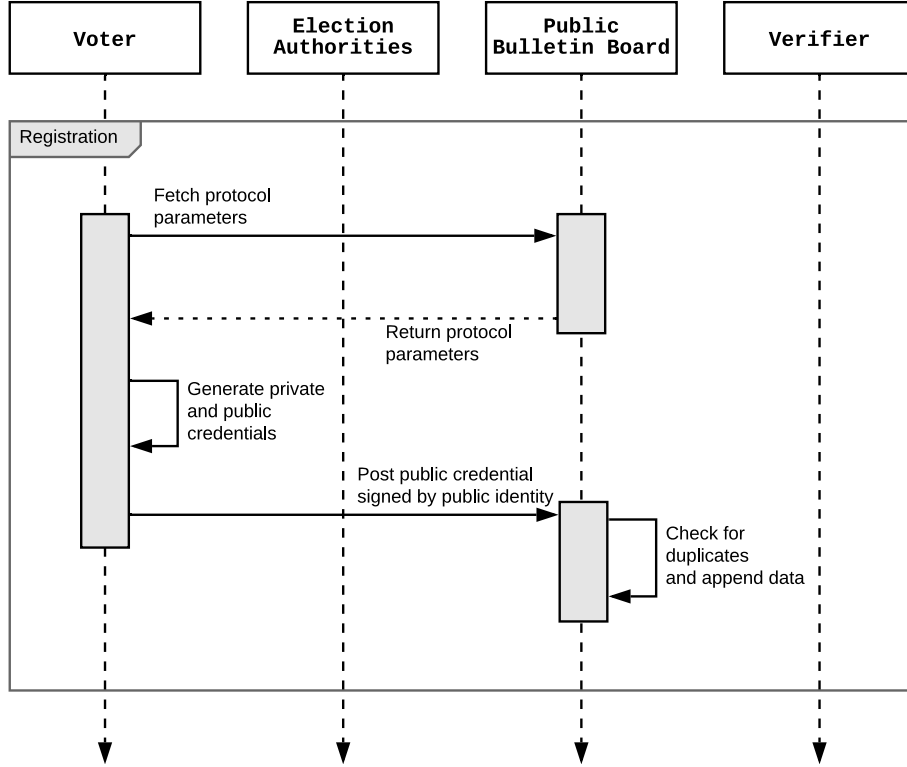 Voter
Election
Authorities
Public
Bulletin Board
Verifier
Registration
Fetch protocol
parameters
Return protocol
parameters
Generate private
and public
credentials
Post public credential
signed by public identity
Check for
duplicates
and append data